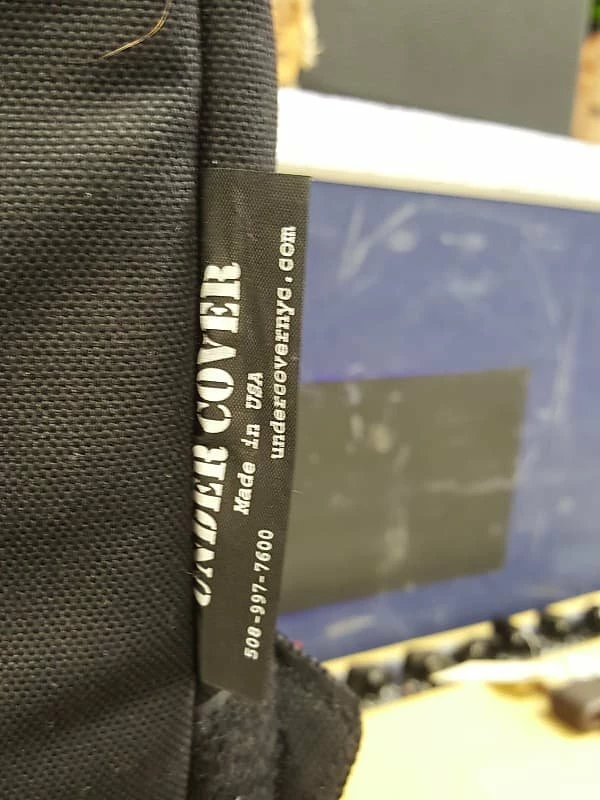 UNDER COVER
Made in USA
508-997-7600
undercovernyc.com